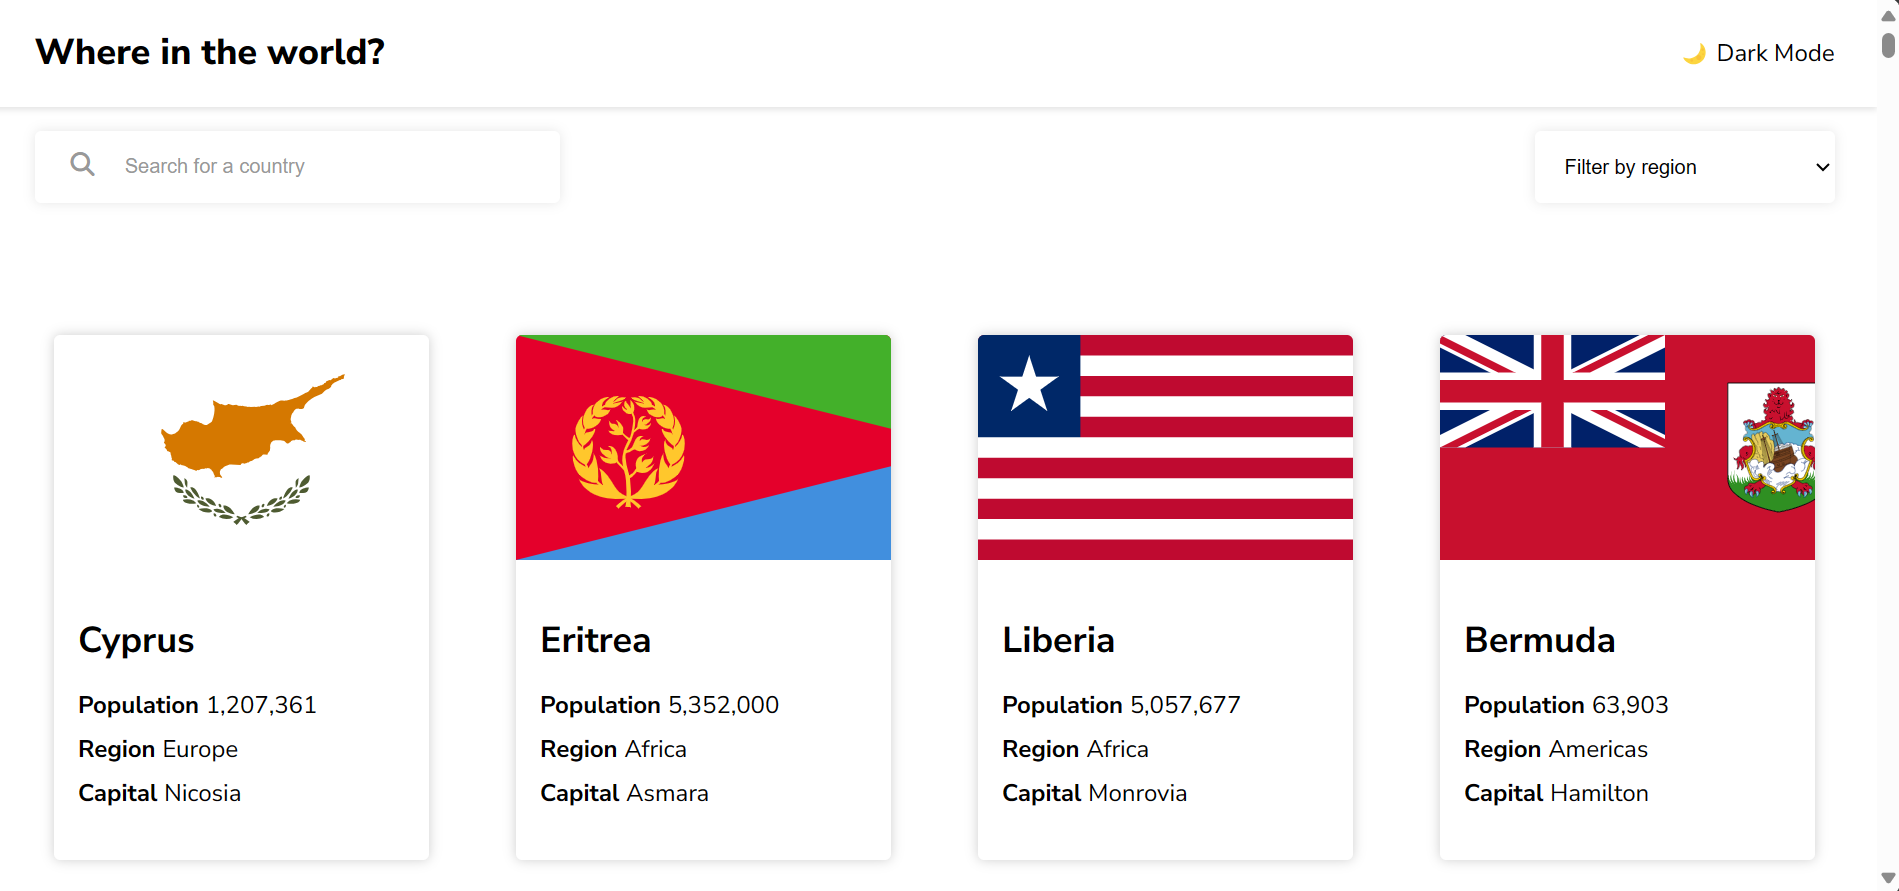 Where in the world?
🌙 Dark Mode
Search for a country
Filter by region
Cyprus
Population 1,207,361
Region Europe
Capital Nicosia
Eritrea
Population 5,352,000
Region Africa
Capital Asmara
Liberia
Population 5,057,677
Region Africa
Capital Monrovia
Bermuda
Population 63,903
Region Americas
Capital Hamilton